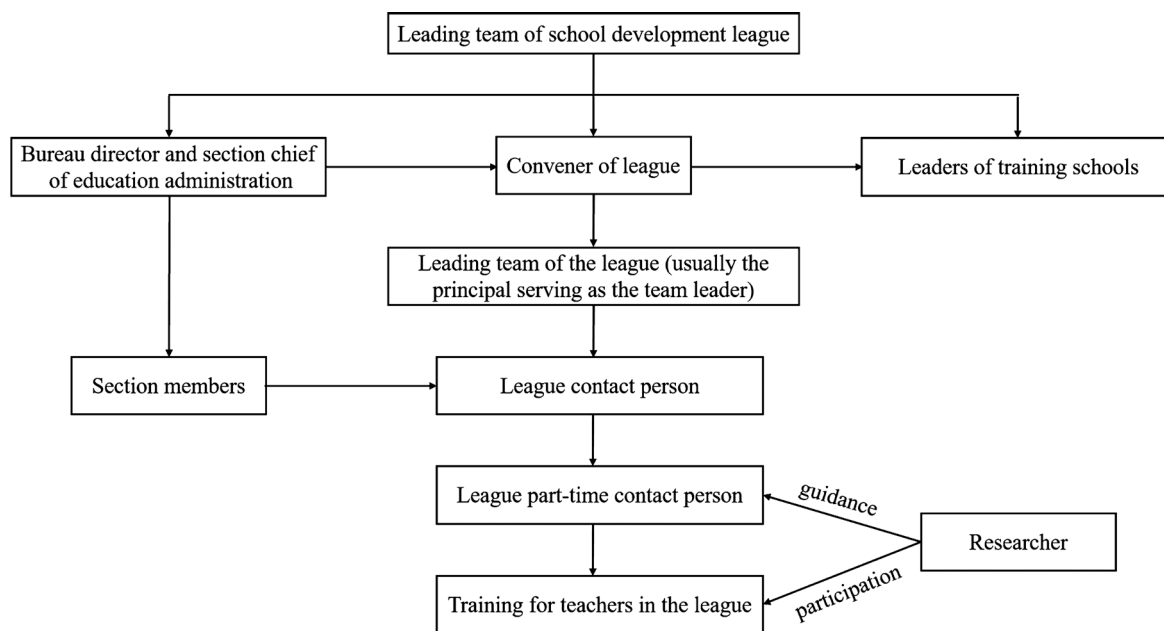 Leading team of school development league
Bureau director and section chief
of education administration
Convener of league
Leaders of training schools
Leading team of the league (usually the
principal serving as the team leader)
Section members
League contact person
League part-time contact person
guidance
Researcher
participation
Training for teachers in the league